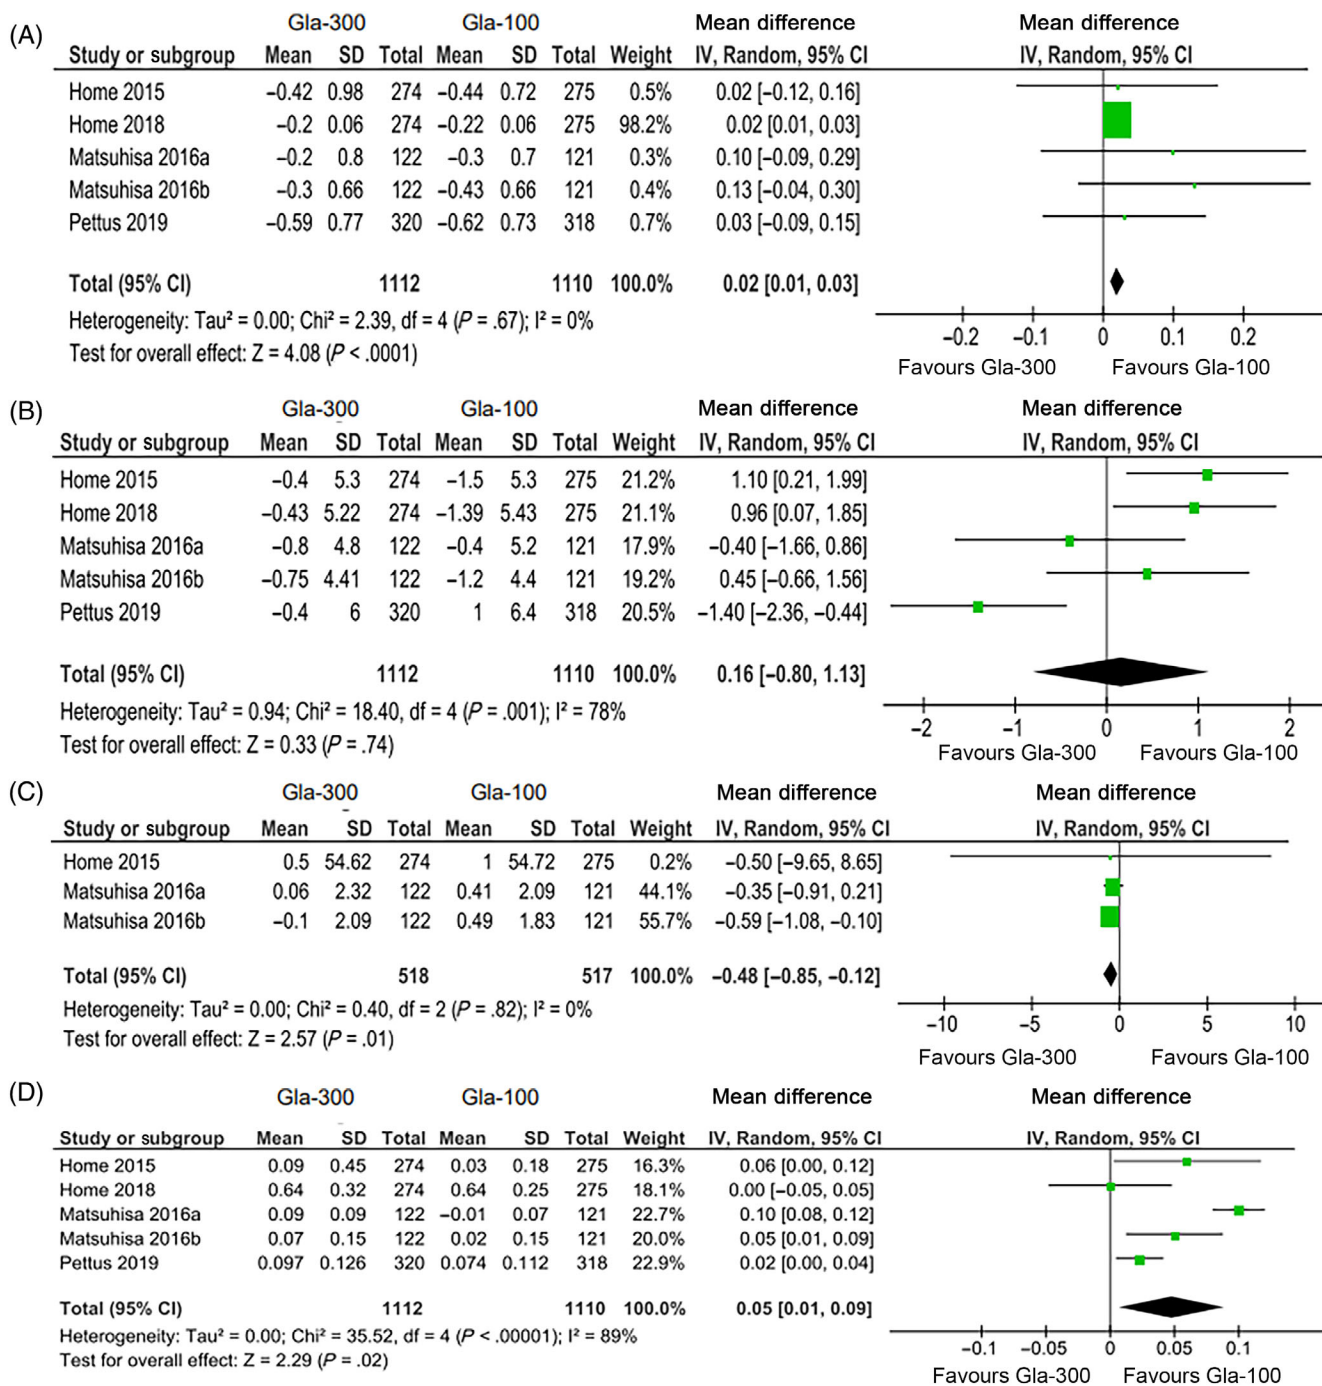 (A)
Gla-300 Gla-100 Mean difference Mean difference
Study or subgroup Mean SD Total Mean SD Total Weight IV, Random, 95% CI IV, Random, 95% CI
Home 2015 −0.42 0.98 274 −0.44 0.72 275 0.5% 0.02 [−0.12, 0.16]
Home 2018 −0.2 0.06 274 −0.22 0.06 275 98.2% 0.02 [0.01, 0.03]
Matsuhisa 2016a −0.2 0.8 122 −0.3 0.7 121 0.3% 0.10 [−0.09, 0.29]
Matsuhisa 2016b −0.3 0.66 122 −0.43 0.66 121 0.4% 0.13 [−0.04, 0.30]
Pettus 2019 −0.59 0.77 320 −0.62 0.73 318 0.7% 0.03 [−0.09, 0.15]
Total (95% CI) 1112 1110 100.0% 0.02 [0.01, 0.03]
Heterogeneity: Tau² = 0.00; Chi² = 2.39, df = 4 (P = .67); I² = 0%
Test for overall effect: Z = 4.08 (P < .0001)
−0.2 −0.1 0 0.1 0.2
Favours Gla-300 Favours Gla-100
(B)
Gla-300 Gla-100 Mean difference Mean difference
Study or subgroup Mean SD Total Mean SD Total Weight IV, Random, 95% CI IV, Random, 95% CI
Home 2015 −0.4 5.3 274 −1.5 5.3 275 21.2% 1.10 [0.21, 1.99]
Home 2018 −0.43 5.22 274 −1.39 5.43 275 21.1% 0.96 [0.07, 1.85]
Matsuhisa 2016a −0.8 4.8 122 −0.4 5.2 121 17.9% −0.40 [−1.66, 0.86]
Matsuhisa 2016b −0.75 4.41 122 −1.2 4.4 121 19.2% 0.45 [−0.66, 1.56]
Pettus 2019 −0.4 6 320 1 6.4 318 20.5% −1.40 [−2.36, −0.44]
Total (95% CI) 1112 1110 100.0% 0.16 [−0.80, 1.13]
Heterogeneity: Tau² = 0.94; Chi² = 18.40, df = 4 (P = .001); I² = 78%
Test for overall effect: Z = 0.33 (P = .74)
−2 −1 0 1 2
Favours Gla-300 Favours Gla-100
(C)
Gla-300 Gla-100 Mean difference Mean difference
Study or subgroup Mean SD Total Mean SD Total Weight IV, Random, 95% CI IV, Random, 95% CI
Home 2015 0.5 54.62 274 1 54.72 275 0.2% −0.50 [−9.65, 8.65]
Matsuhisa 2016a 0.06 2.32 122 0.41 2.09 121 44.1% −0.35 [−0.91, 0.21]
Matsuhisa 2016b −0.1 2.09 122 0.49 1.83 121 55.7% −0.59 [−1.08, −0.10]
Total (95% CI) 518 517 100.0% −0.48 [−0.85, −0.12]
Heterogeneity: Tau² = 0.00; Chi² = 0.40, df = 2 (P = .82); I² = 0%
Test for overall effect: Z = 2.57 (P = .01)
−10 −5 0 5 10
Favours Gla-300 Favours Gla-100
(D)
Gla-300 Gla-100 Mean difference Mean difference
Study or subgroup Mean SD Total Mean SD Total Weight IV, Random, 95% CI IV, Random, 95% CI
Home 2015 0.09 0.45 274 0.03 0.18 275 16.3% 0.06 [0.00, 0.12]
Home 2018 0.64 0.32 274 0.64 0.25 275 18.1% 0.00 [−0.05, 0.05]
Matsuhisa 2016a 0.09 0.09 122 −0.01 0.07 121 22.7% 0.10 [0.08, 0.12]
Matsuhisa 2016b 0.07 0.15 122 0.02 0.15 121 20.0% 0.05 [0.01, 0.09]
Pettus 2019 0.097 0.126 320 0.074 0.112 318 22.9% 0.02 [0.00, 0.04]
Total (95% CI) 1112 1110 100.0% 0.05 [0.01, 0.09]
Heterogeneity: Tau² = 0.00; Chi² = 35.52, df = 4 (P < .00001); I² = 89%
Test for overall effect: Z = 2.29 (P = .02)
−0.1 −0.05 0 0.05 0.1
Favours Gla-300 Favours Gla-100